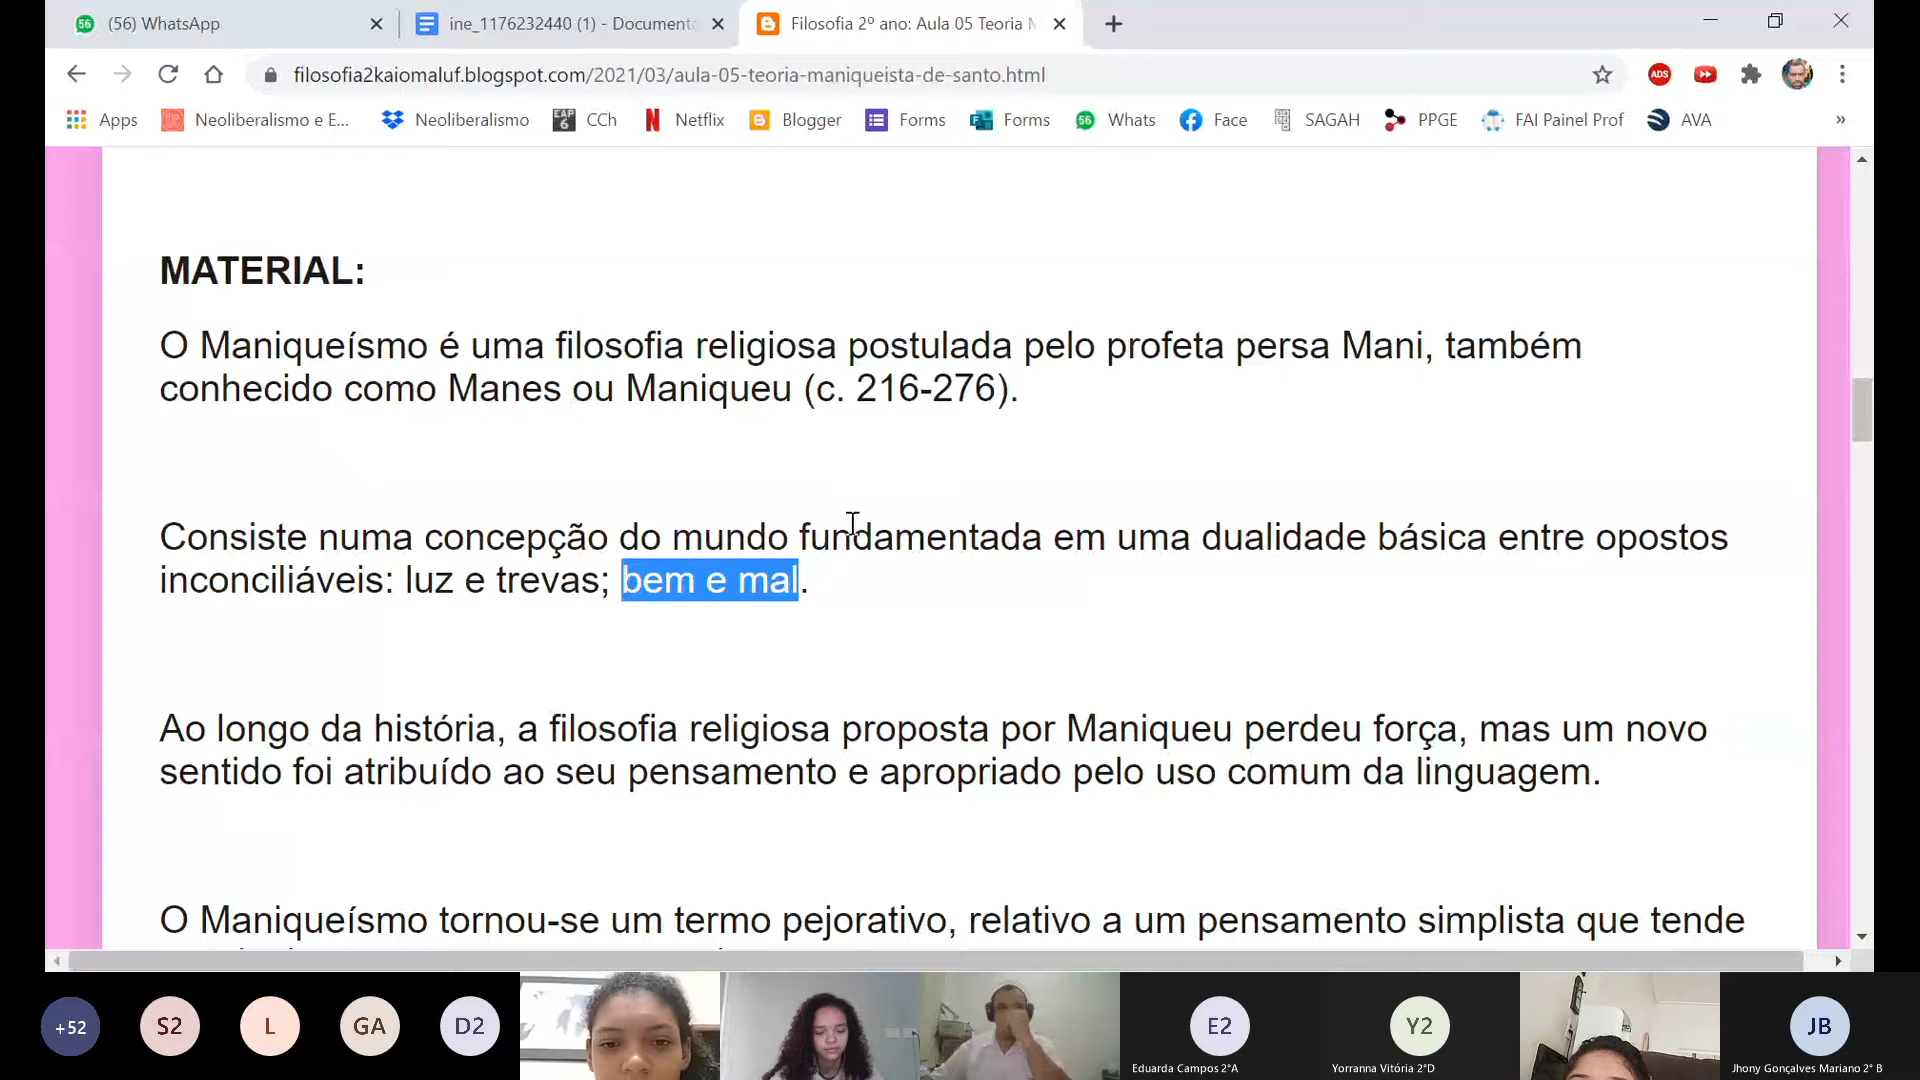 (56) WhatsApp
ine_1176232440 (1) - Documento
Filosofia 2º ano: Aula 05 Teoria M
filosofia2kaiomaluf.blogspot.com/2021/03/aula-05-teoria-maniqueista-de-santo.html
ADS
Apps
Neoliberalismo e E...
Neoliberalismo
EAP 6
CCh
Netflix
Blogger
Forms
Forms
56
Whats
Face
SAGAH
PPGE
FAI Painel Prof
AVA
»
MATERIAL:
O Maniqueísmo é uma filosofia religiosa postulada pelo profeta persa Mani, também
conhecido como Manes ou Maniqueu (c. 216-276).
Consiste numa concepção do mundo fundamentada em uma dualidade básica entre opostos
inconciliáveis: luz e trevas; bem e mal.
Ao longo da história, a filosofia religiosa proposta por Maniqueu perdeu força, mas um novo
sentido foi atribuído ao seu pensamento e apropriado pelo uso comum da linguagem.
O Maniqueísmo tornou-se um termo pejorativo, relativo a um pensamento simplista que tende
+52
S2
L
GA
D2
E2
Eduarda Campos 2°A
Y2
Yorranna Vitória 2°D
JB
Jhony Gonçalves Mariano 2° B